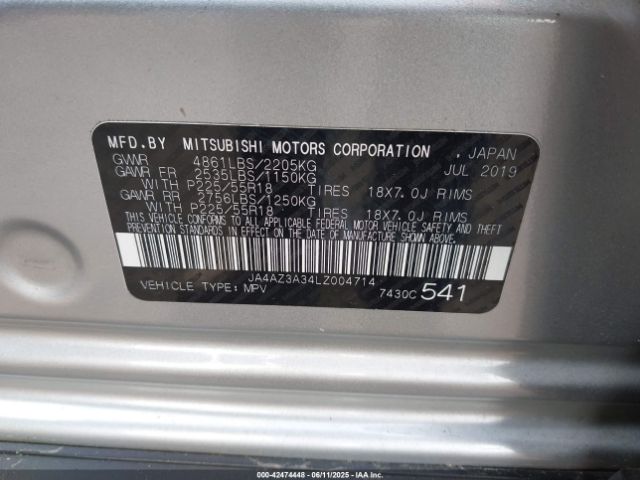 MFD.BY MITSUBISHI MOTORS CORPORATION , JAPAN
GVWR 4861LBS/2205KG JUL 2019
GAWR FR 2535LBS/1150KG
WITH P225/55R18 TIRES 18X7.0J RIMS
GAWR RR 2756LBS/1250KG
WITH P225/55R18 TIRES 18X7.0J RIMS
THIS VEHICLE CONFORMS TO ALL APPLICABLE FEDERAL MOTOR VEHICLE SAFETY AND THEFT
PREVENTION STANDARDS IN EFFECT ON THE DATE OF MANUFACTURE SHOWN ABOVE.
JA4AZ3A34LZ004714
VEHICLE TYPE: MPV 7430C 541
000-42474448 - 06/11/2025 - IAAI.COM